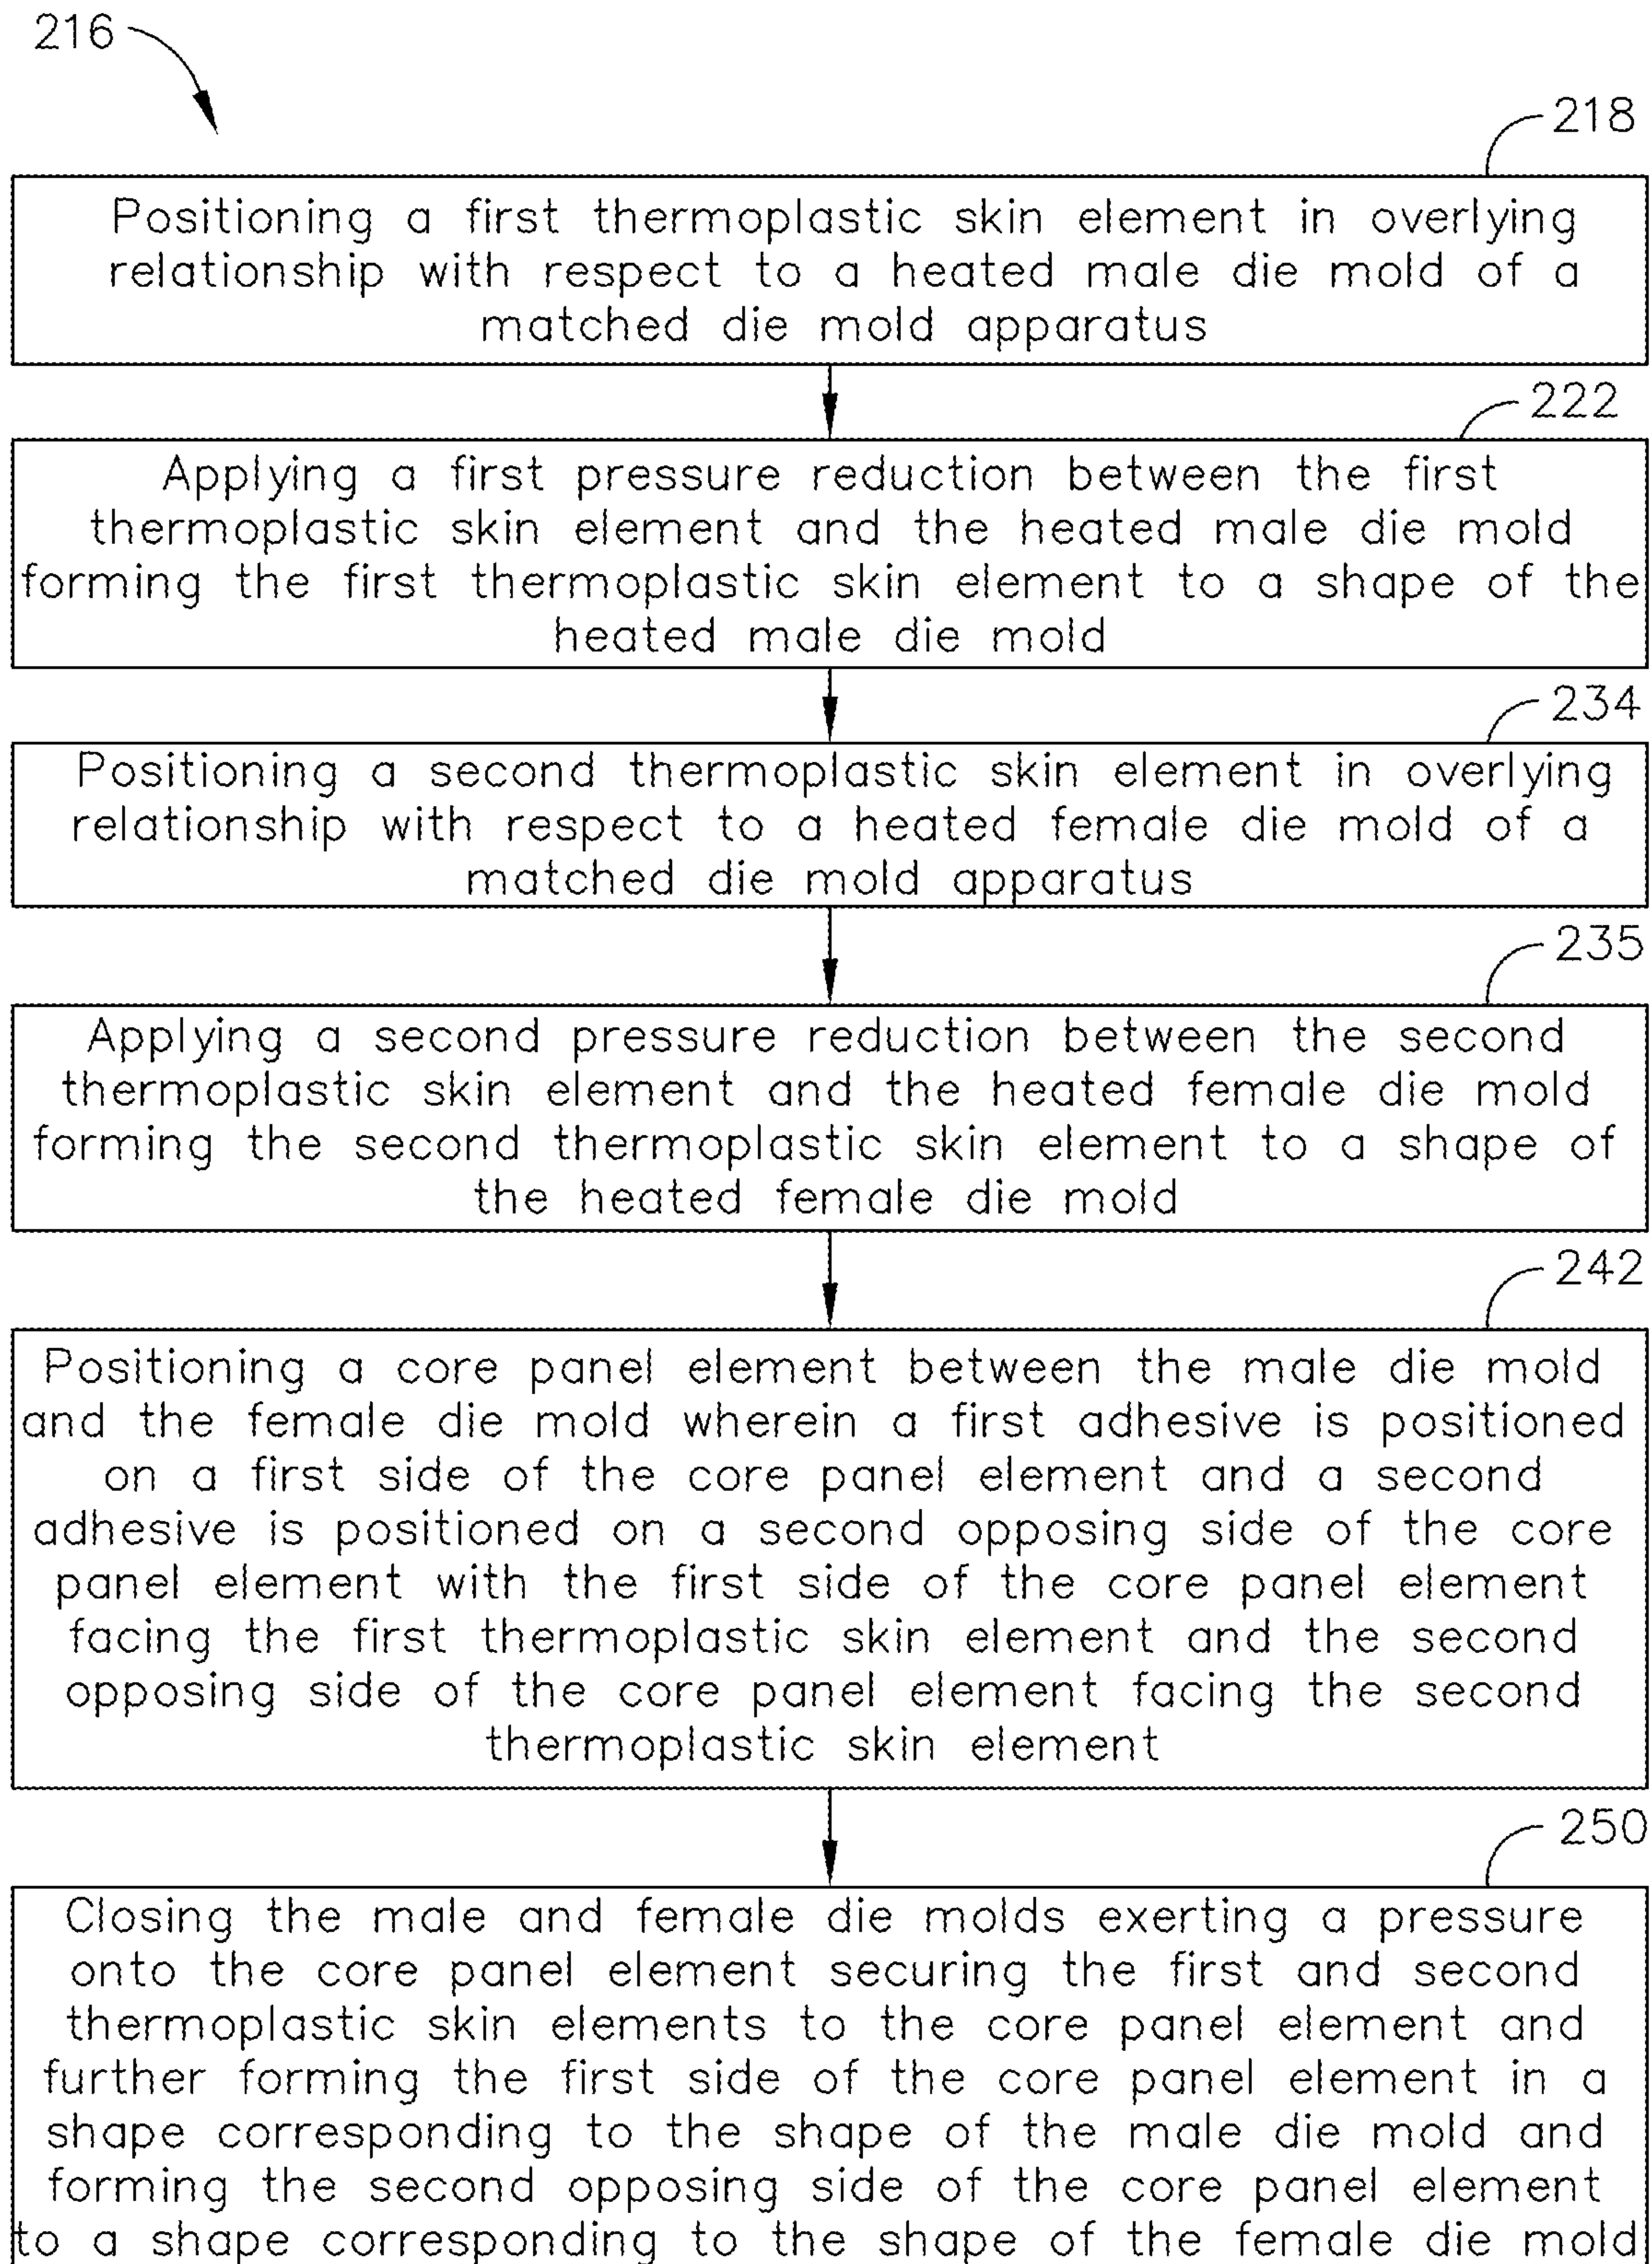 216
218
Positioning a first thermoplastic skin element in overlying
relationship with respect to a heated male die mold of a
matched die mold apparatus
222
Applying a first pressure reduction between the first
thermoplastic skin element and the heated male die mold
forming the first thermoplastic skin element to a shape of the
heated male die mold
234
Positioning a second thermoplastic skin element in overlying
relationship with respect to a heated female die mold of a
matched die mold apparatus
235
Applying a second pressure reduction between the second
thermoplastic skin element and the heated female die mold
forming the second thermoplastic skin element to a shape of
the heated female die mold
242
Positioning a core panel element between the male die mold
and the female die mold wherein a first adhesive is positioned
on a first side of the core panel element and a second
adhesive is positioned on a second opposing side of the core
panel element with the first side of the core panel element
facing the first thermoplastic skin element and the second
opposing side of the core panel element facing the second
thermoplastic skin element
250
Closing the male and female die molds exerting a pressure
onto the core panel element securing the first and second
thermoplastic skin elements to the core panel element and
further forming the first side of the core panel element in a
shape corresponding to the shape of the male die mold and
forming the second opposing side of the core panel element
to a shape corresponding to the shape of the female die mold